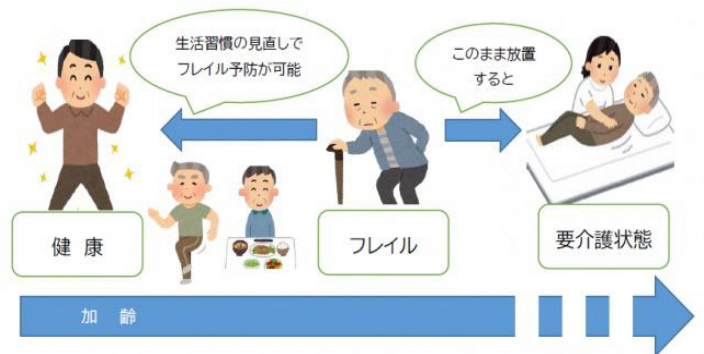 生活習慣の見直しで
フレイル予防が可能
このまま放置
すると
健 康
フレイル
要介護状態
加 齢